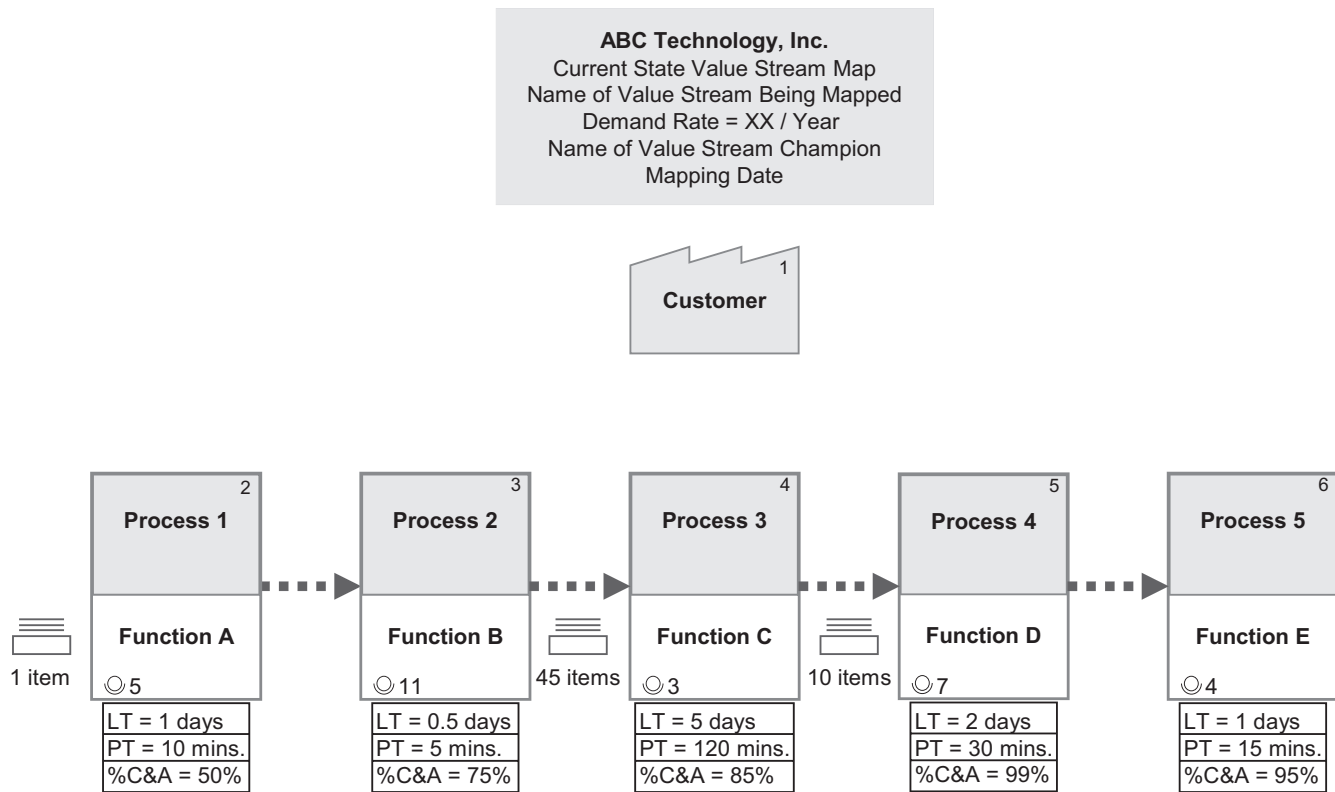 ABC Technology, Inc.
Current State Value Stream Map
Name of Value Stream Being Mapped
Demand Rate = XX / Year
Name of Value Stream Champion
Mapping Date
1
Customer
2
Process 1
Function A
5
LT = 1 days
PT = 10 mins.
%C&A = 50%
1 item
3
Process 2
Function B
11
LT = 0.5 days
PT = 5 mins.
%C&A = 75%
45 items
4
Process 3
Function C
3
LT = 5 days
PT = 120 mins.
%C&A = 85%
10 items
5
Process 4
Function D
7
LT = 2 days
PT = 30 mins.
%C&A = 99%
6
Process 5
Function E
4
LT = 1 days
PT = 15 mins.
%C&A = 95%